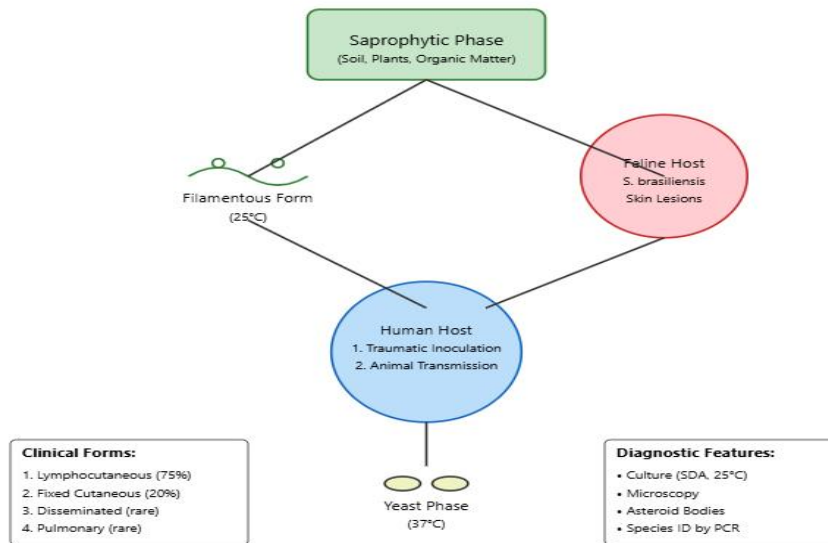 Saprophytic Phase
(Soil, Plants, Organic Matter)
Filamentous Form
(25°C)
Feline Host
S. brasiliensis
Skin Lesions
Human Host
1. Traumatic Inoculation
2. Animal Transmission
Clinical Forms:
1. Lymphocutaneous (75%)
2. Fixed Cutaneous (20%)
3. Disseminated (rare)
4. Pulmonary (rare)
Yeast Phase
(37°C)
Diagnostic Features:
• Culture (SDA, 25°C)
• Microscopy
• Asteroid Bodies
• Species ID by PCR